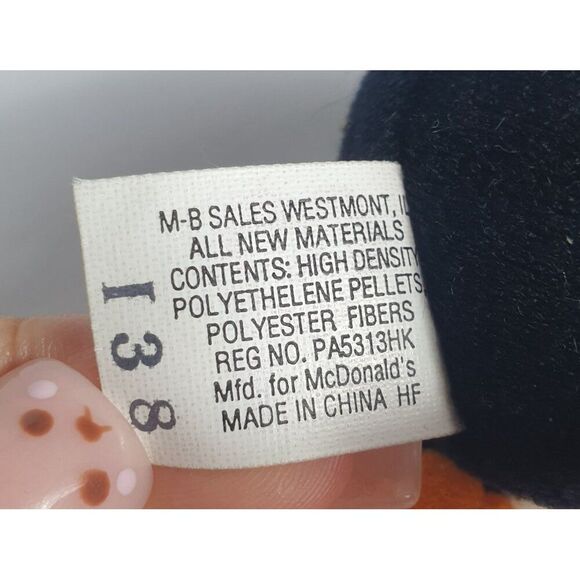 M-B SALES WESTMONT, IL
ALL NEW MATERIALS
CONTENTS: HIGH DENSITY
POLYETHELENE PELLETS.
POLYESTER FIBERS
REG NO. PA5313HK
Mfd. for McDonald's
MADE IN CHINA HF
138